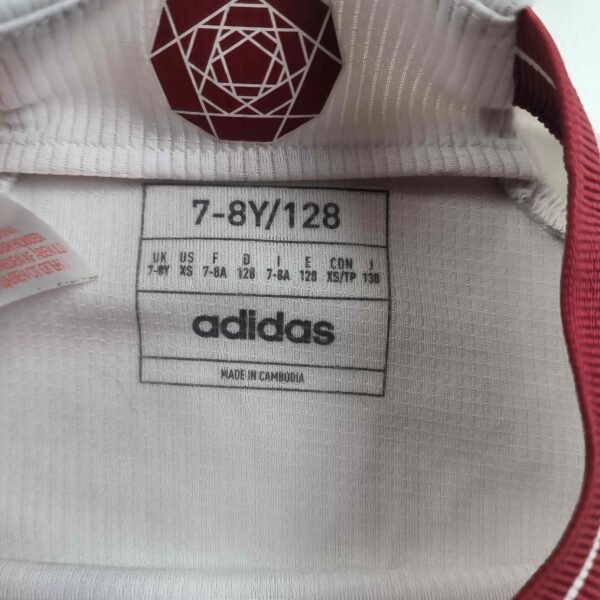 7-8Y/128
UK US F D I E CDN J
7-8Y XS 7-8A 128 7-8A 128 XS/TP 130
adidas
MADE IN CAMBODIA